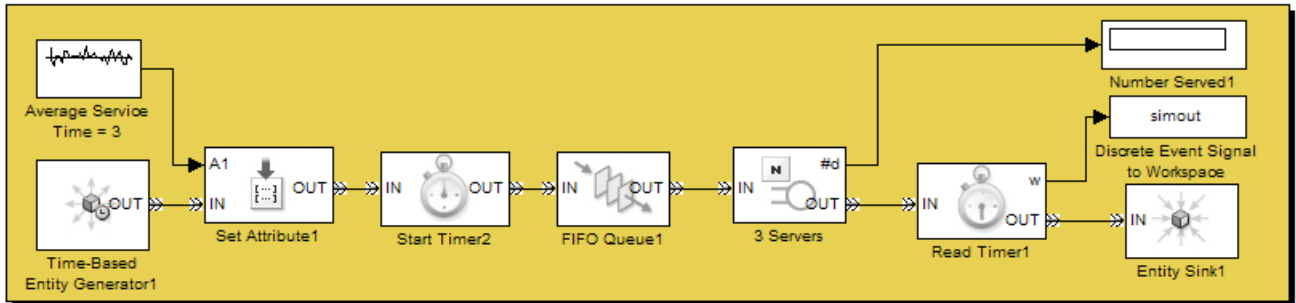 Average Service
Time = 3
OUT
Time-Based
Entity Generator1
A1
IN
[...]
OUT
Set Attribute1
IN
OUT
Start Timer2
IN
OUT
FIFO Queue1
IN
N
#d
OUT
3 Servers
IN
w
OUT
Read Timer1
Number Served1
simout
Discrete Event Signal
to Workspace
IN
Entity Sink1